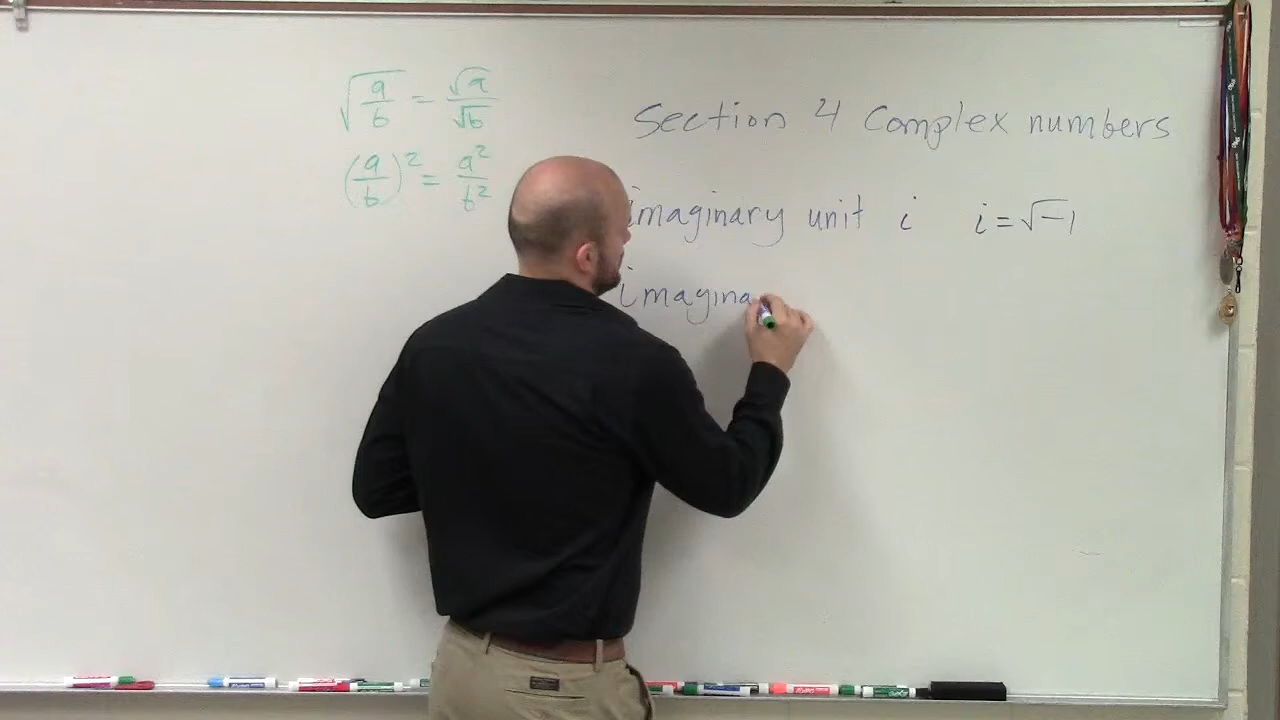 √(a/b) = √a/√b
(a/b)² = a²/b²
Section 4 Complex numbers
imaginary unit i i=√-1
imagina